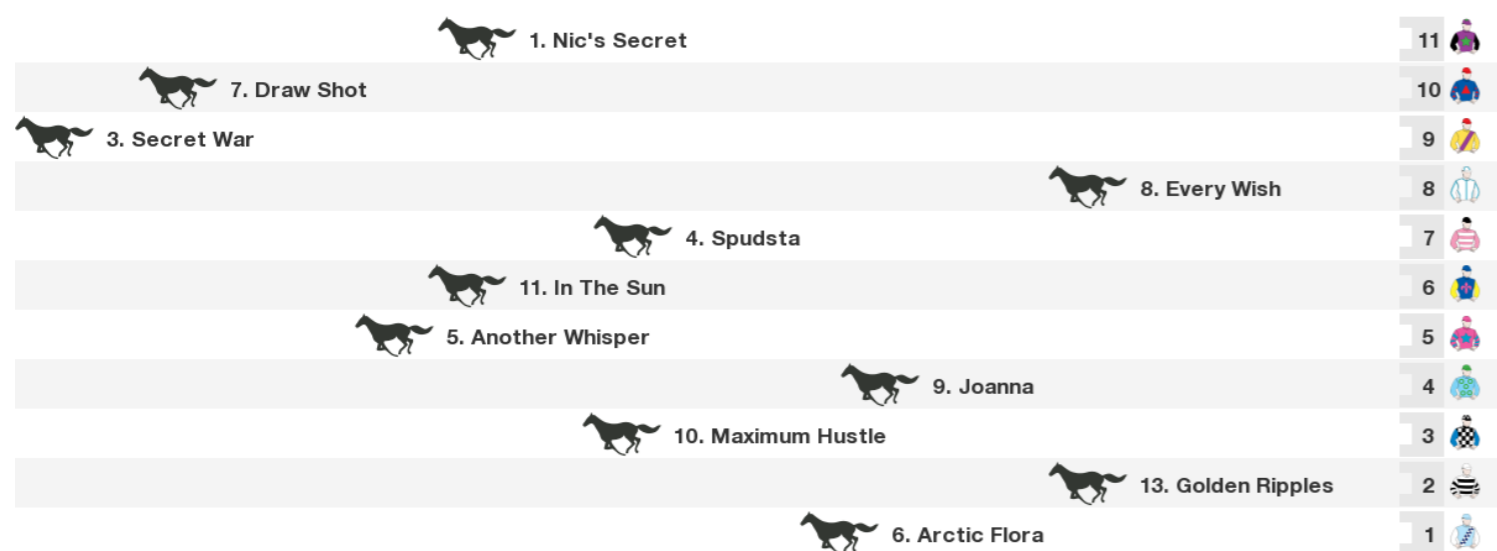 1. Nic's Secret 11
7. Draw Shot 10
3. Secret War 9
8. Every Wish 8
4. Spudsta 7
11. In The Sun 6
5. Another Whisper 5
9. Joanna 4
10. Maximum Hustle 3
13. Golden Ripples 2
6. Arctic Flora 1